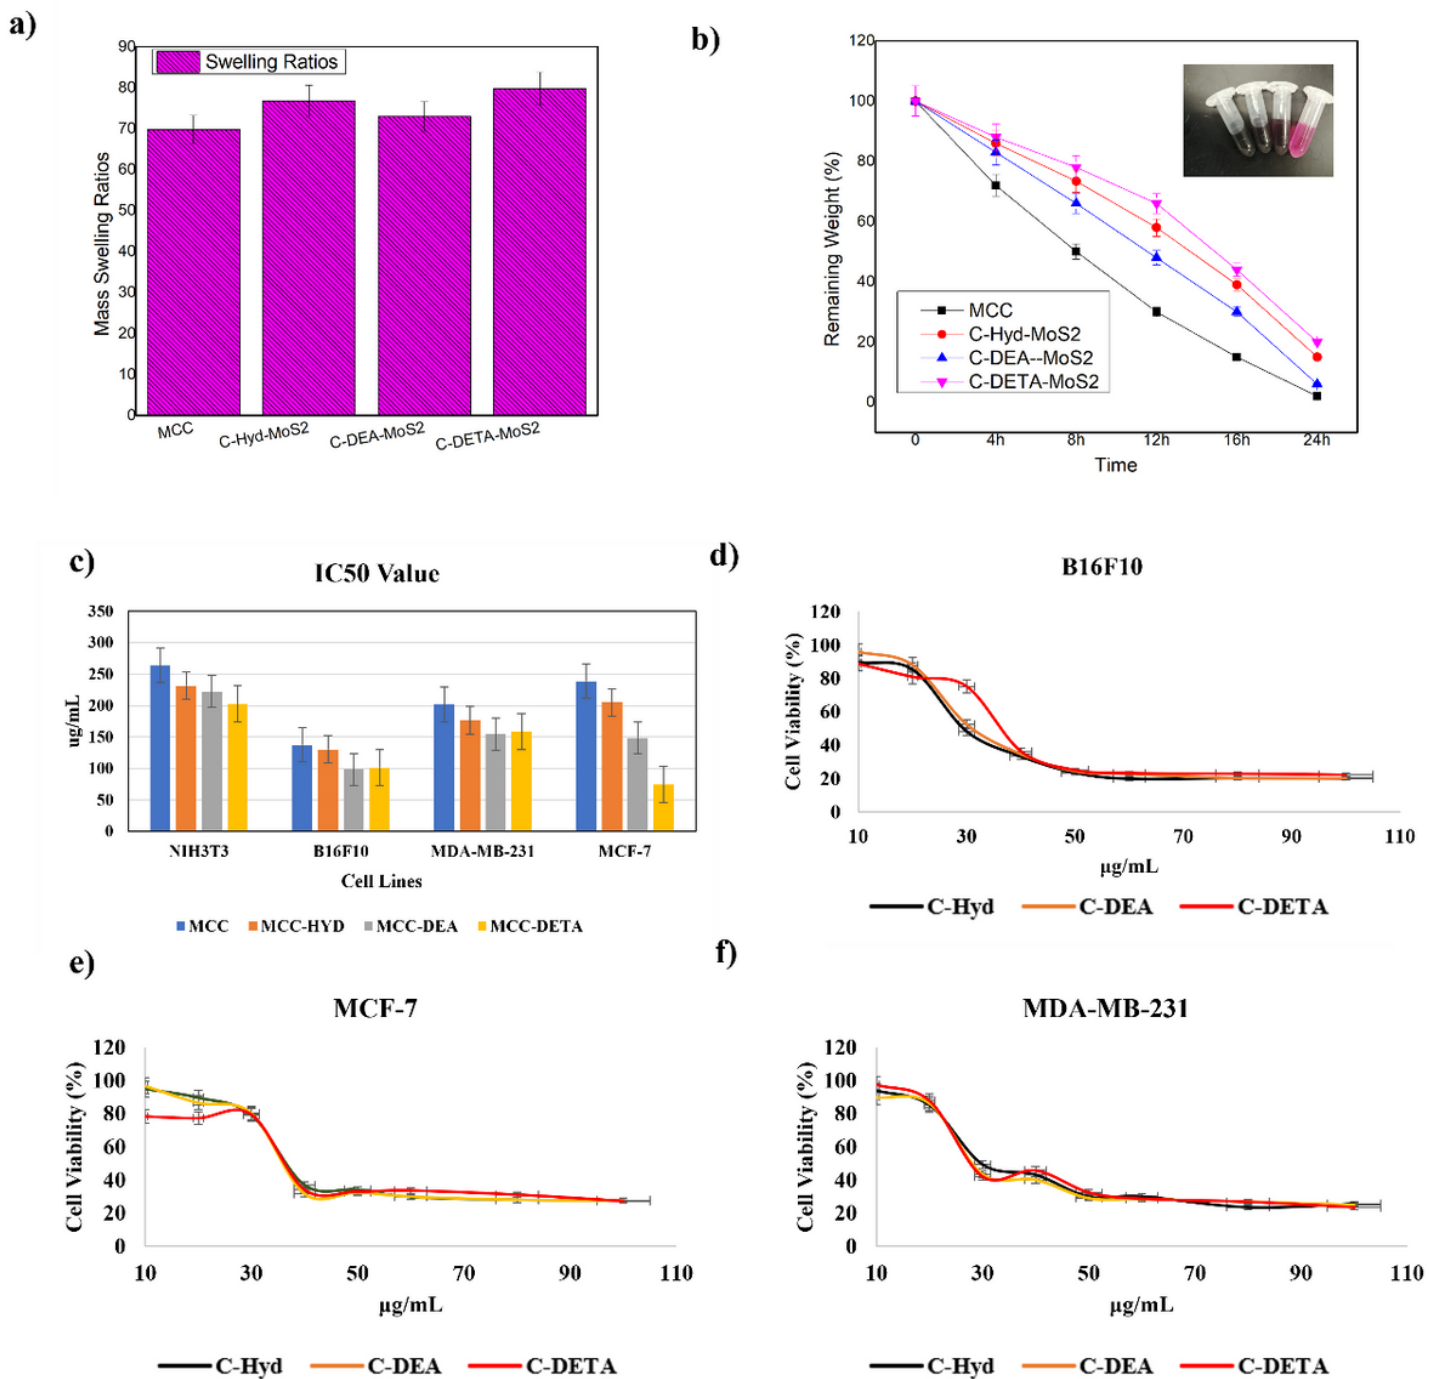 a)
90
80
70
60
50
40
30
20
10
0
Mass Swelling Ratios
Swelling Ratios
MCC
C-Hyd-MoS2
C-DEA-MoS2
C-DETA-MoS2
b)
120
100
80
60
40
20
0
Remaining Weight (%)
MCC
C-Hyd-MoS2
C-DEA--MoS2
C-DETA-MoS2
0 4h 8h 12h 16h 24h
Time
c)
IC50 Value
350
300
250
200
150
100
50
0
ug/mL
NIH3T3 B16F10 MDA-MB-231 MCF-7
Cell Lines
MCC MCC-HYD MCC-DEA MCC-DETA
d)
B16F10
120
100
80
60
40
20
0
Cell Viability (%)
10 30 50 70 90 110
µg/mL
C-Hyd C-DEA C-DETA
e)
MCF-7
120
100
80
60
40
20
0
Cell Viability (%)
10 30 50 70 90 110
µg/mL
C-Hyd C-DEA C-DETA
f)
MDA-MB-231
120
100
80
60
40
20
0
Cell Viability (%)
10 30 50 70 90 110
µg/mL
C-Hyd C-DEA C-DETA